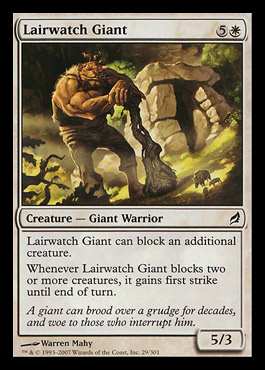 Lairwatch Giant 5
Creature — Giant Warrior
Lairwatch Giant can block an additional
creature.
Whenever Lairwatch Giant blocks two
or more creatures, it gains first
strike until end of turn.
A giant can brood over a grudge for decades,
and woe to those who interrupt him.
Warren Mahy
™ & © 1993–2007 Wizards of the Coast, Inc. 29/301
5/3